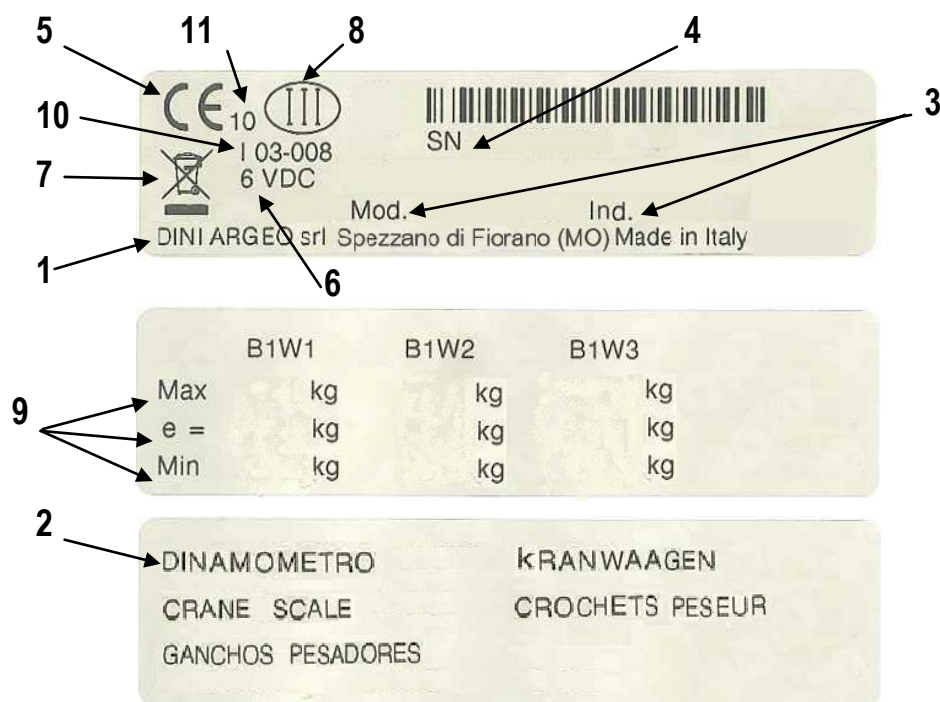 5 11 8 4
3
10
7
1
6
CE 10 III
SN
I 03-008
6 VDC
Mod. Ind.
DINI ARGEO srl Spezzano di Fiorano (MO) Made in Italy
B1W1 B1W2 B1W3
Max kg kg kg
9
e = kg kg kg
Min kg kg kg
2
DINAMOMETRO KRANWAAGEN
CRANE SCALE CROCHETS PESEUR
GANCHOS PESADORES